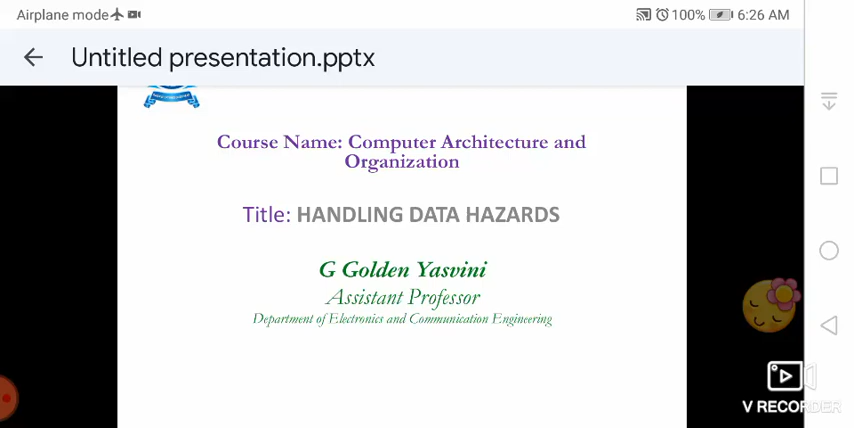 Airplane mode 100% 6:26 AM
Untitled presentation.pptx
Course Name: Computer Architecture and
Organization
Title: HANDLING DATA HAZARDS
G Golden Yasvini
Assistant Professor
Department of Electronics and Communication Engineering
V RECORDER